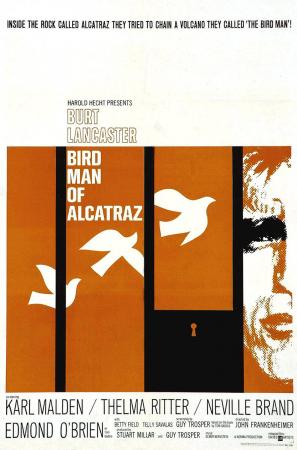 INSIDE THE ROCK CALLED ALCATRAZ THEY TRIED TO CHAIN A VOLCANO THEY CALLED 'THE BIRD MAN'!
HAROLD HECHT PRESENTS
BURT
LANCASTER
BIRD
MAN
OF
ALCATRAZ
KARL MALDEN / THELMA RITTER / NEVILLE BRAND
EDMOND O'BRIEN
BETTY FIELD TELLY SAVALAS
GUY TROSPER
JOHN FRANKENHEIMER
STUART MILLAR GUY TROSPER